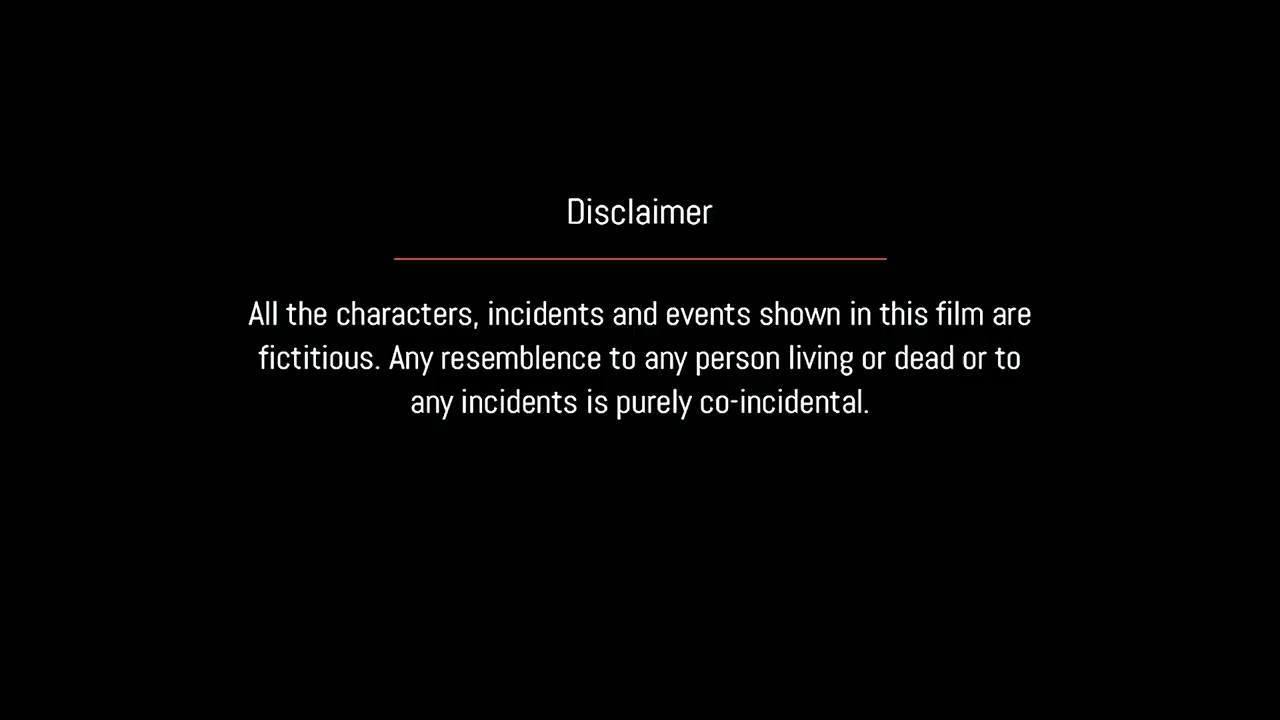 Disclaimer
All the characters, incidents and events shown in this film are
fictitious. Any resemblence to any person living or dead or to
any incidents is purely co-incidental.